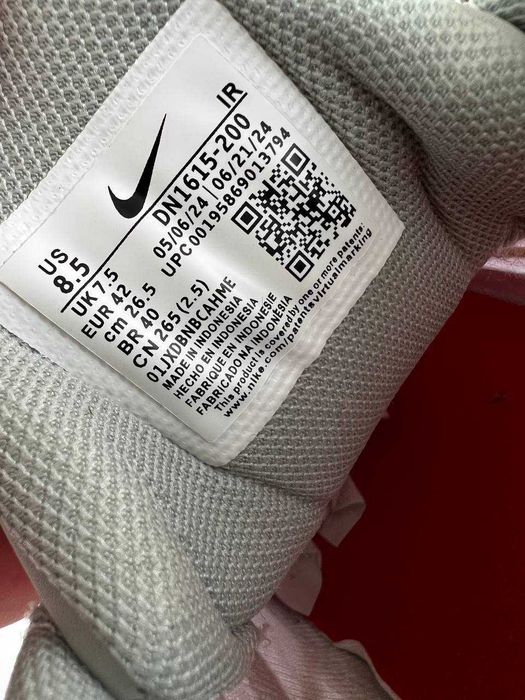 US
8.5
UK 7.5
EUR 42
cm 26.5
BR 40
CN 265 (2.5)
DN1615-200
IR
05/06/24 | 06/21/24
UPC00195869013794
01JXDBNBCAHME
MADE IN INDONESIA
HECHO EN INDONESIA
FABRIQUE EN INDONESIE
FABRICADO NA INDONÉSIA
This product is covered by one or more patents:
www.nike.com/patentsvirtualmarking